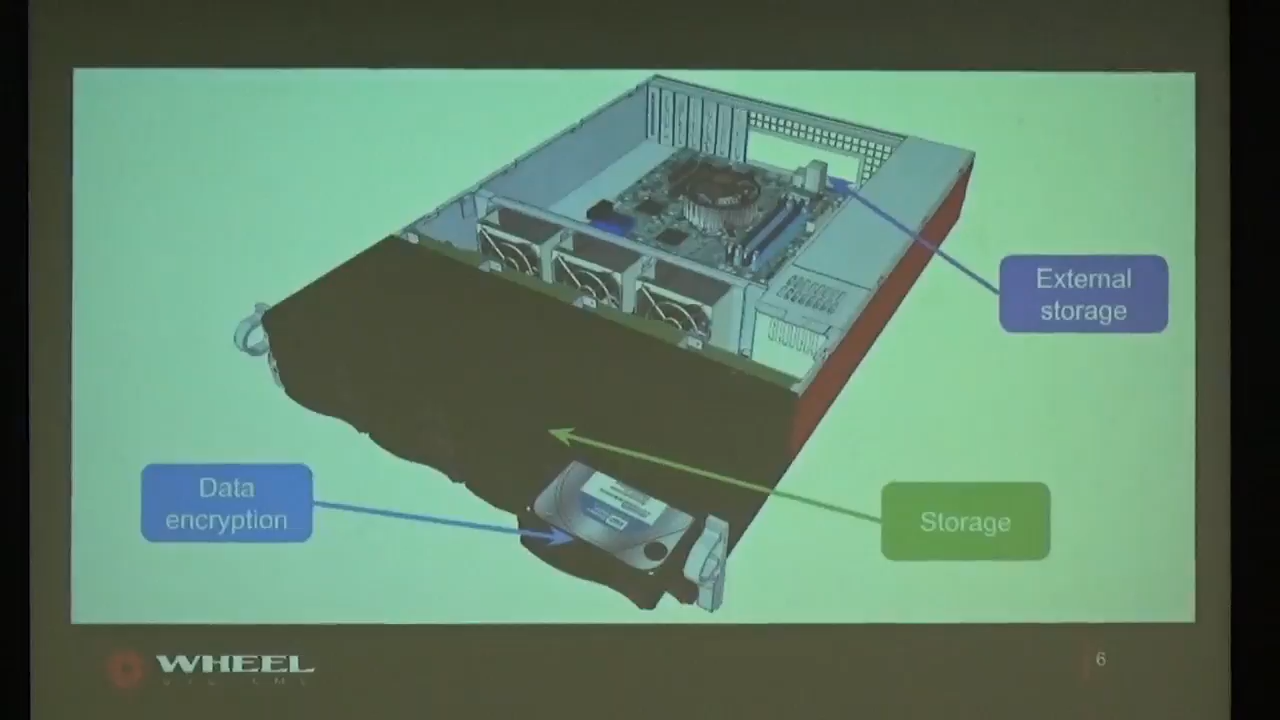 External
storage
Data
encryption
Storage
WHEEL
6